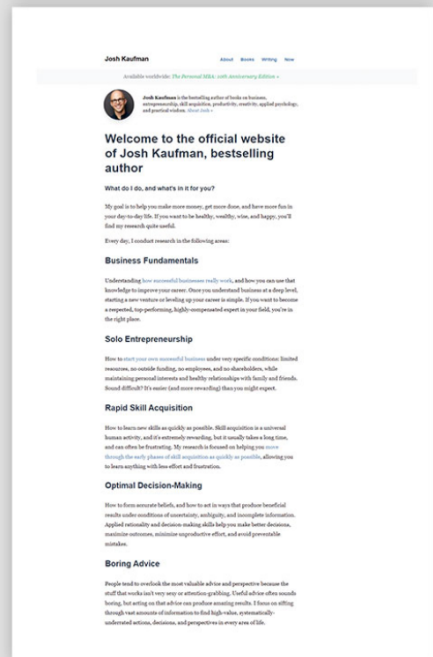 Josh Kaufman
About Books Writing Now
Available worldwide: The Personal MBA: 10th Anniversary Edition »
Josh Kaufman is the bestselling author of books on business,
entrepreneurship, skill acquisition, productivity, creativity, applied psychology,
and practical wisdom. About Josh »
Welcome to the official website
of Josh Kaufman, bestselling
author
What do I do, and what's in it for you?
My goal is to help you make more money, get more done, and have more fun in
your day-to-day life. If you want to be healthy, wealthy, wise, and happy, you'll
find my research quite useful.
Every day, I conduct research in the following areas:
Business Fundamentals
Understanding how successful businesses really work, and how you can use that
knowledge to improve your career. Once you understand business at a deep level,
starting a new venture or leveling up your career is simple. If you want to become
a respected, top-performing, highly-compensated expert in your field, you're in
the right place.
Solo Entrepreneurship
How to start your own successful business under very specific conditions: limited
resources, no outside funding, no employees, and no shareholders, while
maintaining personal interests and healthy relationships with family and friends.
Sound difficult? It's easier (and more rewarding) than you might expect.
Rapid Skill Acquisition
How to learn new skills as quickly as possible. Skill acquisition is a universal
human activity, and it's extremely rewarding, but it usually takes a long time,
and can often be frustrating. My research is focused on helping you move
through the early phases of skill acquisition as quickly as possible, allowing you
to learn anything with less effort and frustration.
Optimal Decision-Making
How to form accurate beliefs, and how to act in ways that produce beneficial
results under conditions of uncertainty, ambiguity, and incomplete information.
Applied rationality and decision-making skills help you make better decisions,
maximize outcomes, minimize unproductive effort, and avoid preventable
mistakes.
Boring Advice
People tend to overlook the most valuable advice and perspective because the
stuff that works isn't very sexy or attention-grabbing. Useful advice often sounds
boring, but acting on that advice can produce amazing results. I focus on sifting
through vast amounts of information to find high-value, systematically-
underrated actions, decisions, and perspectives in every area of life.